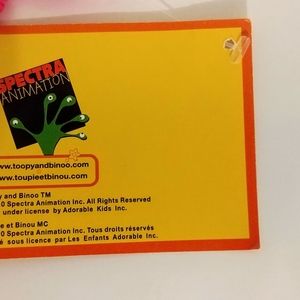 SPECTRA
ANIMATION
www.toopyandbinoo.com
www.toupieetbinou.com
y and Binoo TM
0 Spectra Animation Inc. All Rights Reserved
under license by Adorable Kids Inc.
e et Binou MC
0 Spectra Animation Inc. Tous droits réservés
é sous licence par Les Enfants Adorable Inc.